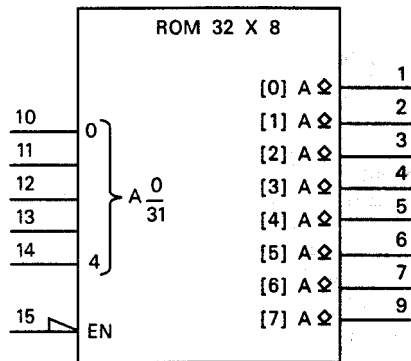 ROM 32 X 8
[0] A ⎐ 1
10 0
[1] A ⎐ 2
11
[2] A ⎐ 3
12 A 0/31
[3] A ⎐ 4
13
[4] A ⎐ 5
14 4
[5] A ⎐ 6
[6] A ⎐ 7
15 EN
[7] A ⎐ 9